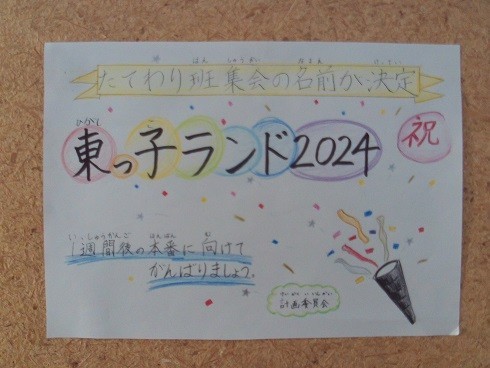 たてわり班集会の名前が決定
東っ子ランド2024
祝
1週間後の本番に向けて
がんばりましょう。
計画委員会